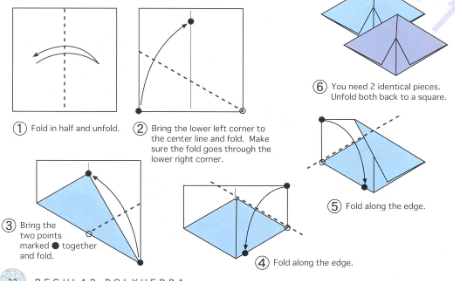 ① Fold in half and unfold.
② Bring the lower left corner to
the center line and fold. Make
sure the fold goes through the
lower right corner.
③ Bring the
two points
marked ● together
and fold.
④ Fold along the edge.
⑤ Fold along the edge.
⑥ You need 2 identical pieces.
Unfold both back to a square.
REGULAR POLYHEDRA